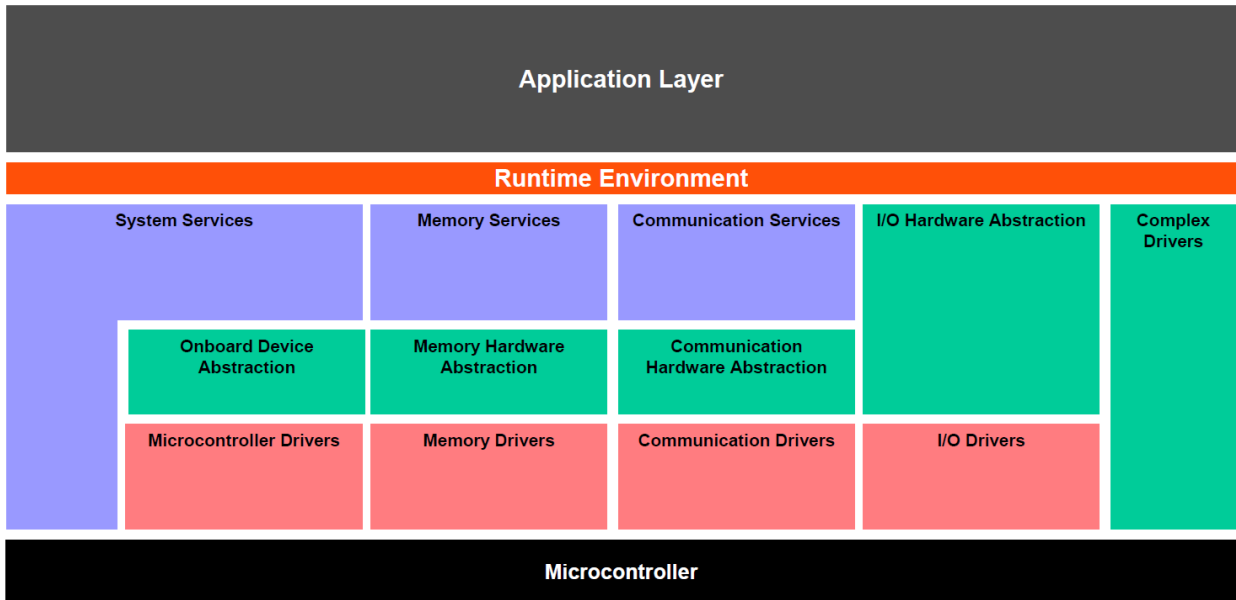 Application Layer
Runtime Environment
System Services
Memory Services
Communication Services
I/O Hardware Abstraction
Complex
Drivers
Onboard Device
Abstraction
Memory Hardware
Abstraction
Communication
Hardware Abstraction
Microcontroller Drivers
Memory Drivers
Communication Drivers
I/O Drivers
Microcontroller